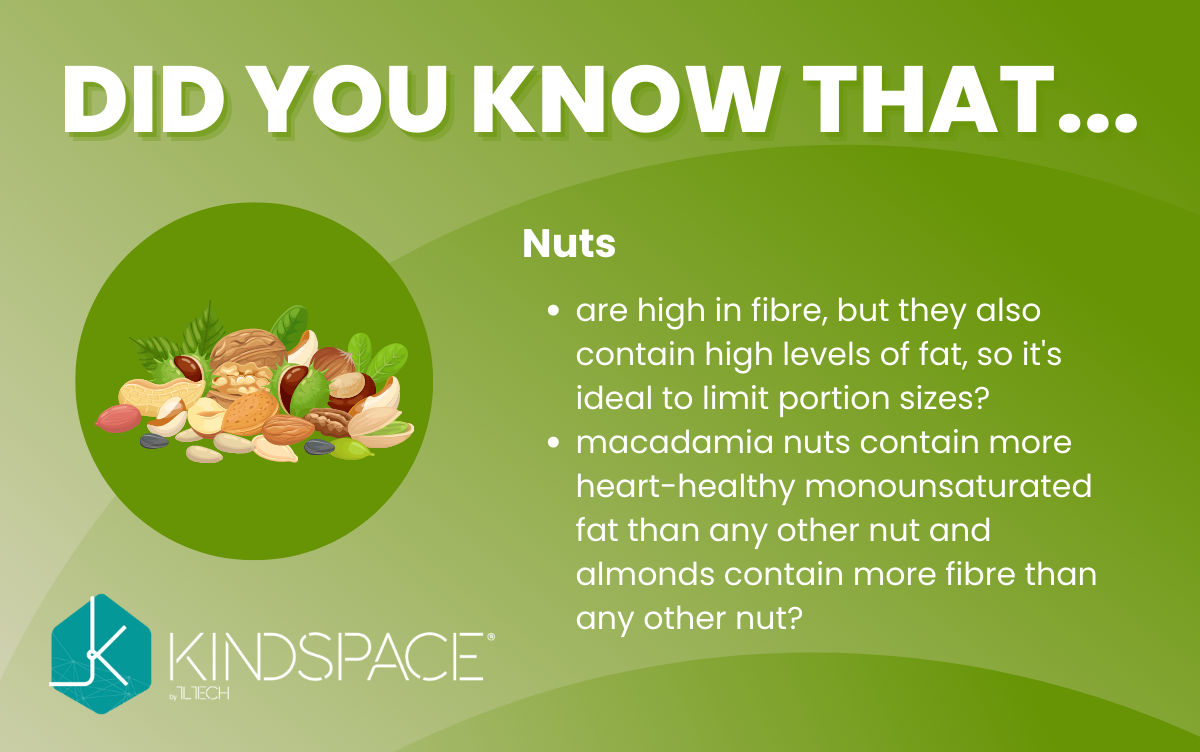 DID YOU KNOW THAT...
Nuts
• are high in fibre, but they also
contain high levels of fat, so it's
ideal to limit portion sizes?
• macadamia nuts contain more
heart-healthy monounsaturated
fat than any other nut and
almonds contain more fibre than
any other nut?
KINDSPACE®
by TLTECH